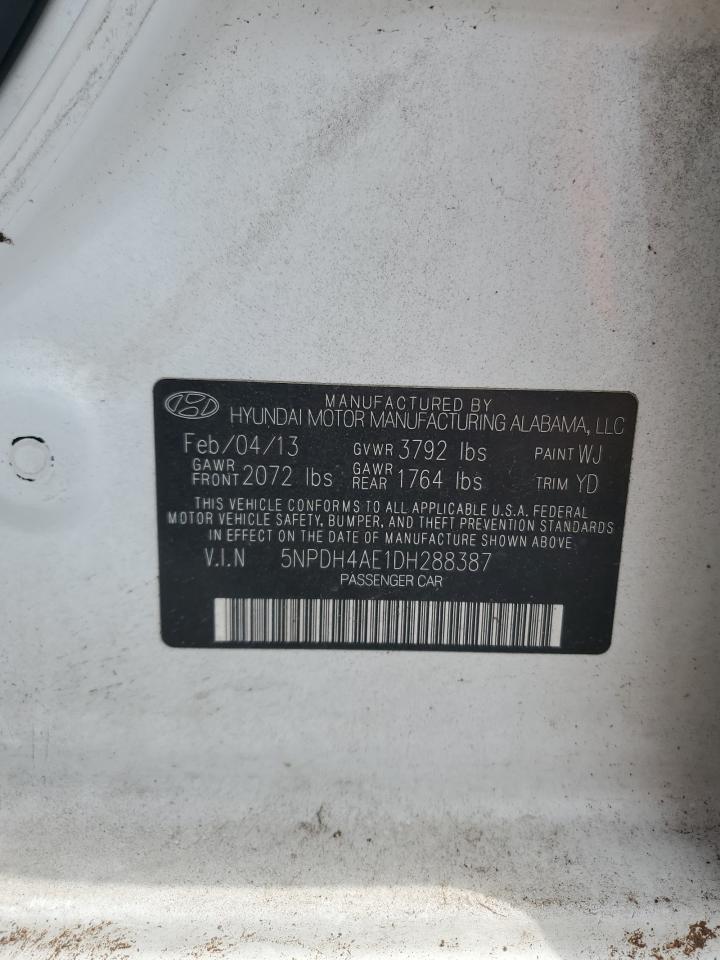 MANUFACTURED BY
HYUNDAI MOTOR MANUFACTURING ALABAMA, LLC
Feb/04/13 GVWR 3792 lbs PAINT WJ
GAWR FRONT 2072 lbs GAWR REAR 1764 lbs TRIM YD
THIS VEHICLE CONFORMS TO ALL APPLICABLE U.S.A. FEDERAL
MOTOR VEHICLE SAFETY, BUMPER, AND THEFT PREVENTION STANDARDS
IN EFFECT ON THE DATE OF MANUFACTURE SHOWN ABOVE.
V.I.N 5NPDH4AE1DH288387
PASSENGER CAR